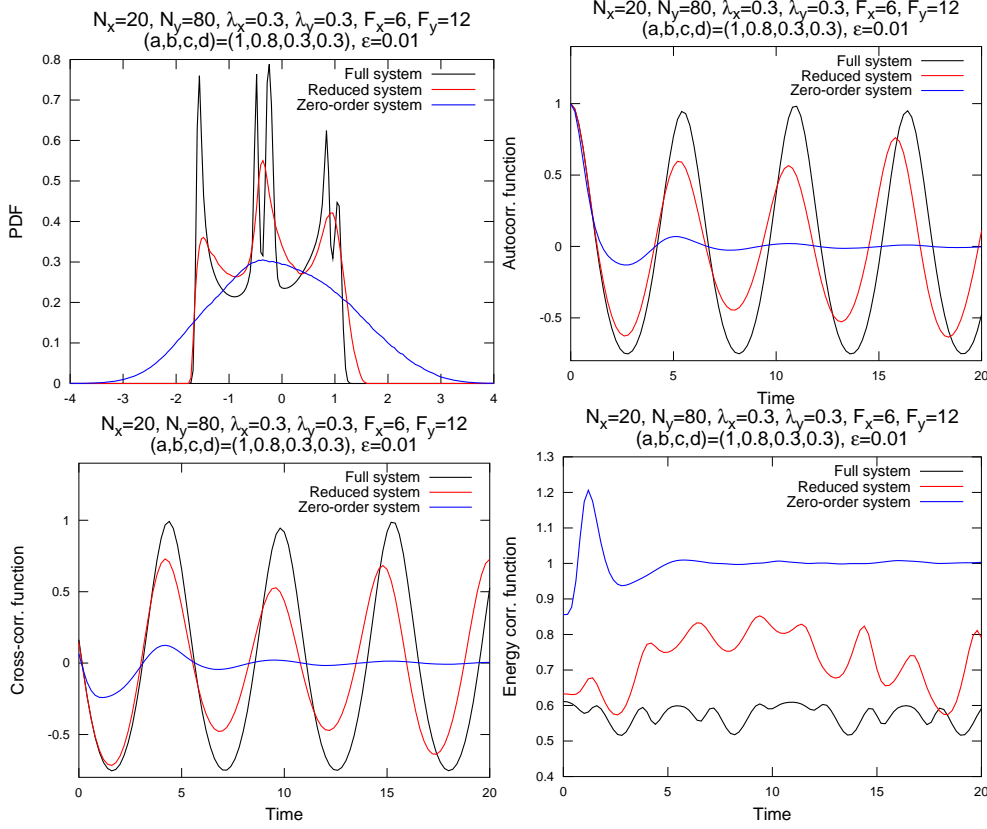 N_x=20, N_y=80, λ_x=0.3, λ_y=0.3, F_x=6, F_y=12
(a,b,c,d)=(1,0.8,0.3,0.3), ε=0.01
Full system
Reduced system
Zero-order system
PDF
0.8
0.7
0.6
0.5
0.4
0.3
0.2
0.1
0
-4 -3 -2 -1 0 1 2 3 4
N_x=20, N_y=80, λ_x=0.3, λ_y=0.3, F_x=6, F_y=12
(a,b,c,d)=(1,0.8,0.3,0.3), ε=0.01
Full system
Reduced system
Zero-order system
Autocorr. function
1
0.5
0
-0.5
0 5 10 15 20
Time
N_x=20, N_y=80, λ_x=0.3, λ_y=0.3, F_x=6, F_y=12
(a,b,c,d)=(1,0.8,0.3,0.3), ε=0.01
Full system
Reduced system
Zero-order system
Cross-corr. function
1
0.5
0
-0.5
0 5 10 15 20
Time
N_x=20, N_y=80, λ_x=0.3, λ_y=0.3, F_x=6, F_y=12
(a,b,c,d)=(1,0.8,0.3,0.3), ε=0.01
Full system
Reduced system
Zero-order system
Energy corr. function
1.3
1.2
1.1
1
0.9
0.8
0.7
0.6
0.5
0.4
0 5 10 15 20
Time